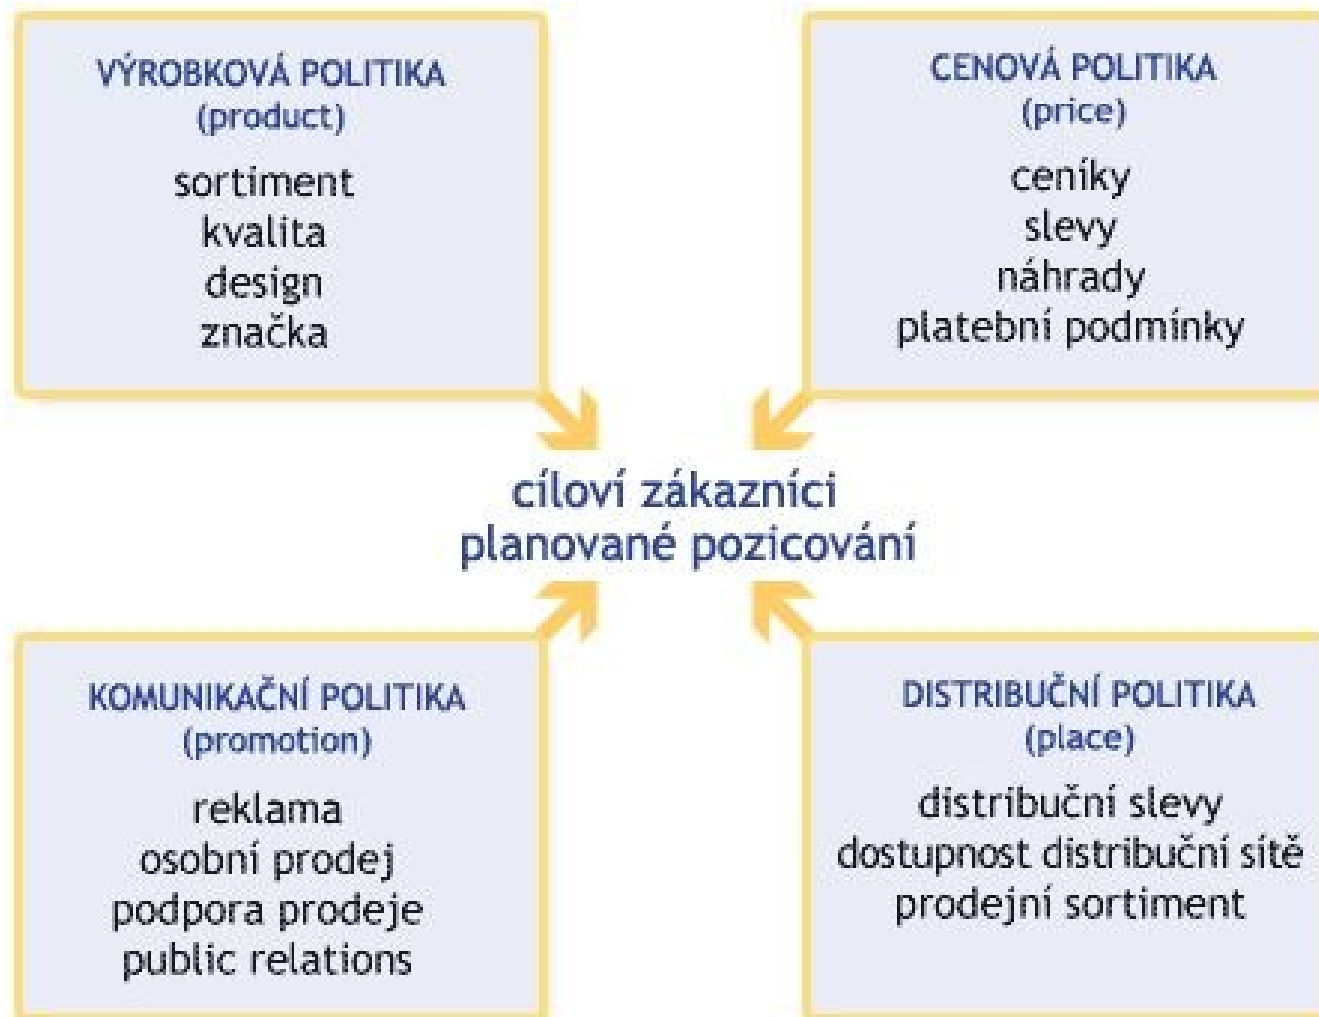 VÝROBKOVÁ POLITIKA
(product)
sortiment
kvalita
design
značka
CENOVÁ POLITIKA
(price)
ceníky
slevy
náhrady
platební podmínky
cíloví zákazníci
planované pozicování
KOMUNIKAČNÍ POLITIKA
(promotion)
reklama
osobní prodej
podpora prodeje
public relations
DISTRIBUČNÍ POLITIKA
(place)
distribuční slevy
dostupnost distribuční sítě
prodejní sortiment